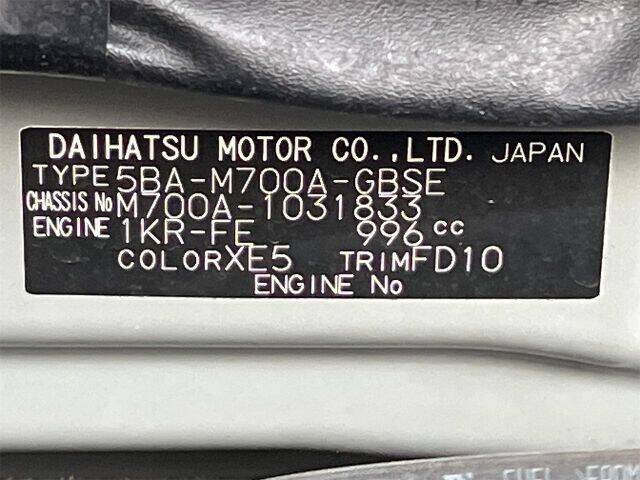 DAIHATSU MOTOR CO.,LTD. JAPAN
TYPE 5BA-M700A-GBSE
CHASSIS No M700A-1031833
ENGINE 1KR-FE 996 cc
COLOR XE5 TRIM FD10
ENGINE No
FUEL